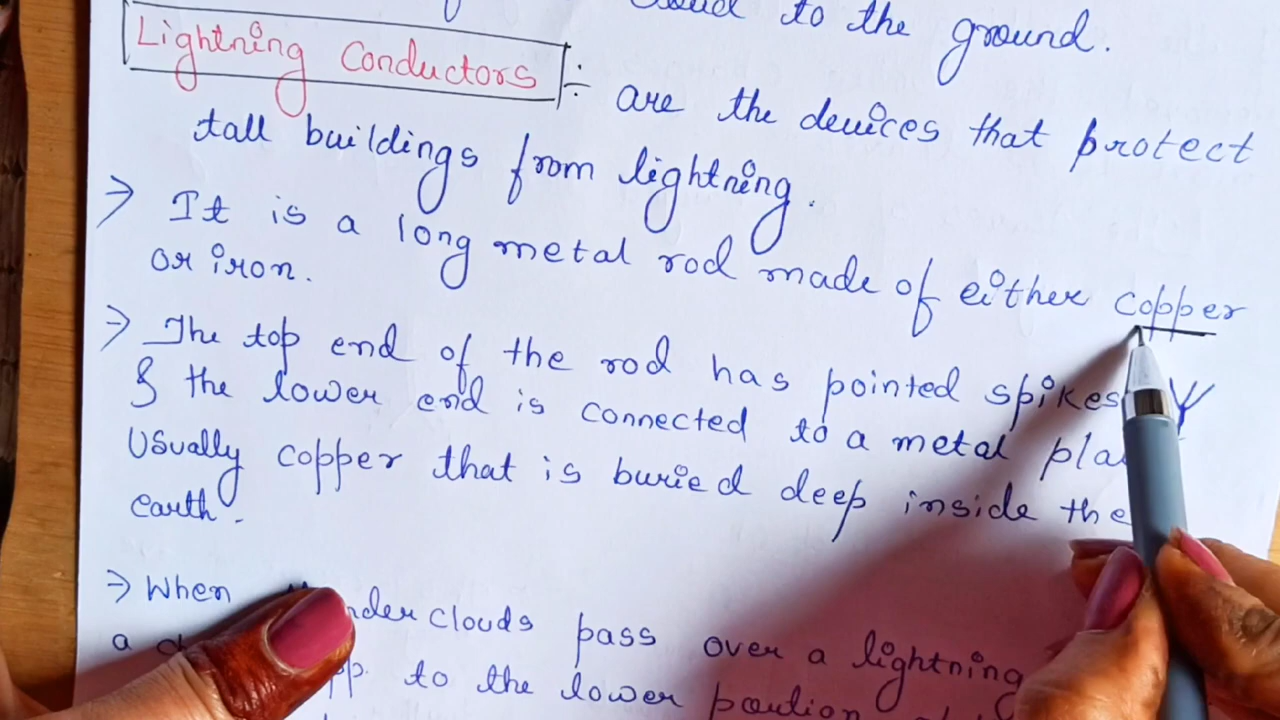 to the ground.
Lightning Conductors :- are the devices that protect
tall buildings from lightning.
→ It is a long metal rod made of either copper
or iron.
→ The top end of the rod has pointed spikes
& the lower end is connected to a metal
Usually copper that is buried deep inside the
earth.
→ When clouds pass over a lightning
a to the lower